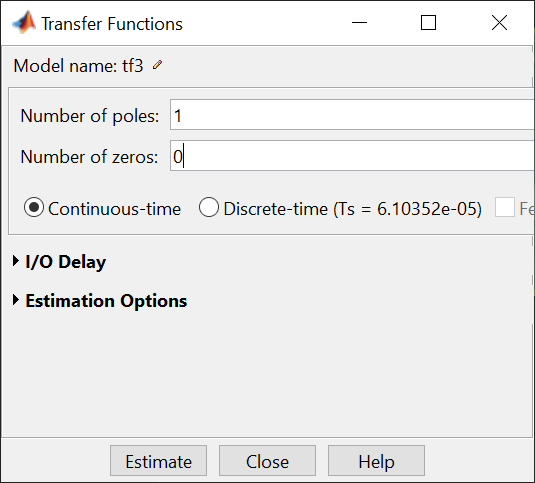 Transfer Functions
Model name: tf3
Number of poles: 1
Number of zeros: 0
Continuous-time Discrete-time (Ts = 6.10352e-05) Fe
I/O Delay
Estimation Options
Estimate Close Help